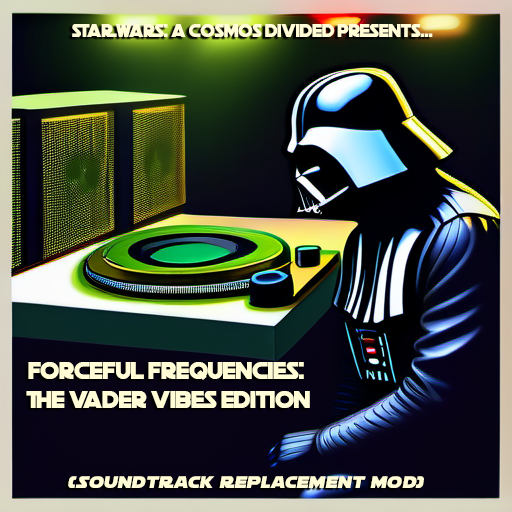 STAR WARS: A COSMOS DIVIDED PRESENTS...
FORCEFUL FREQUENCIES:
THE VADER VIBES EDITION
(SOUNDTRACK REPLACEMENT MOD)